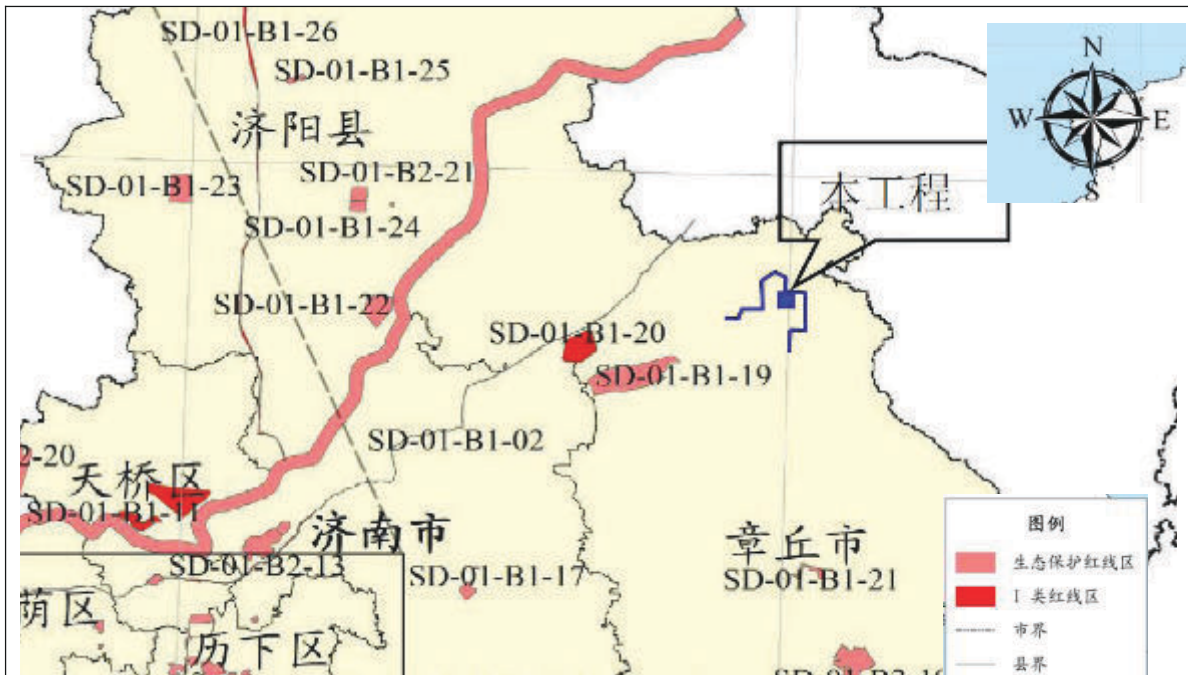 SD-01-B1-26
N
SD-01-B1-25
济阳县
W
E
SD-01-B2-21
SD-01-B1-23
本工程
S
SD-01-B1-24
SD-01-B1-22
SD-01-B1-20
SD-01-B1-19
SD-01-B1-02
2-20
天桥区
SD-01-B1-11
济南市
章丘市
图例
生态保护红线区
SD-01-B2-13
SD-01-B1-17
SD-01-B1-21
I 类红线区
荫区
市界
历下区
县界